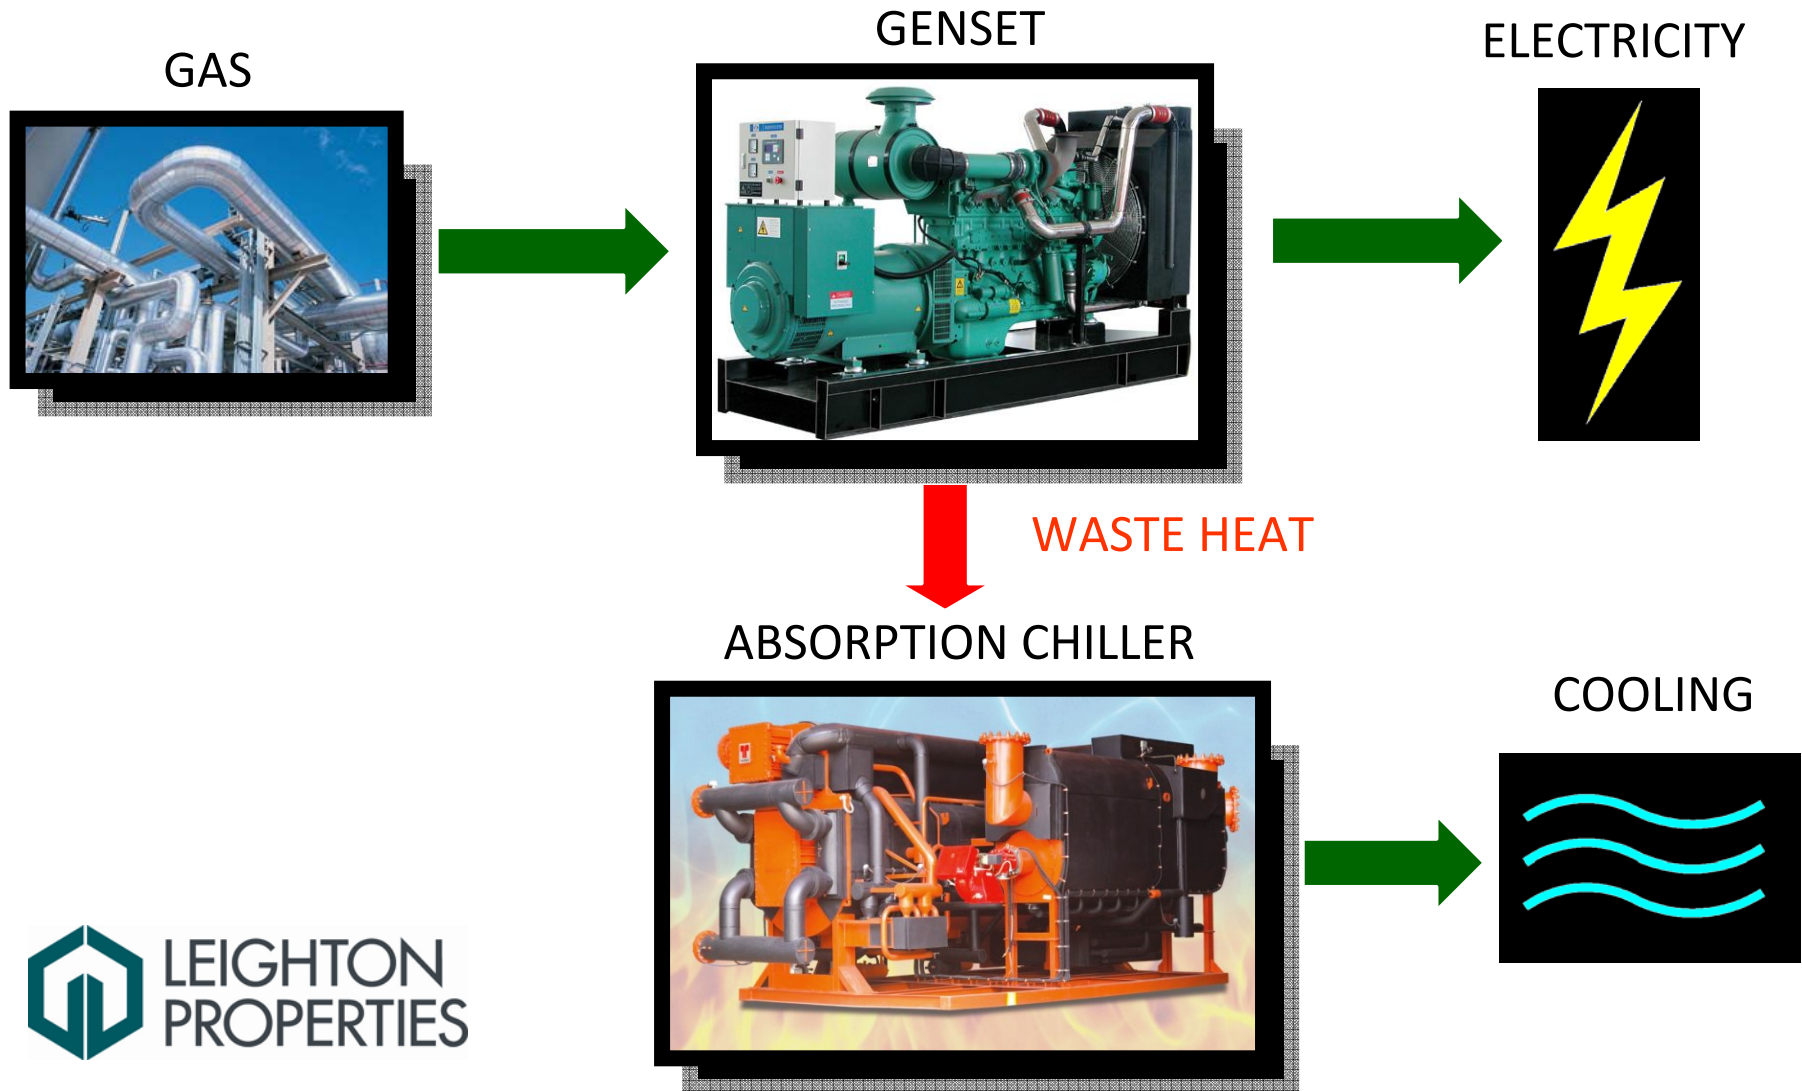 GENSET
ELECTRICITY
GAS
WASTE HEAT
ABSORPTION CHILLER
COOLING
LEIGHTON
PROPERTIES